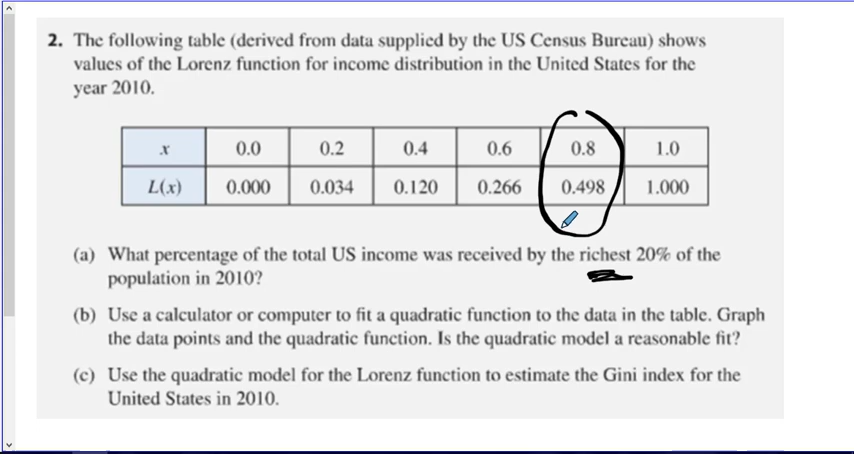 2. The following table (derived from data supplied by the US Census Bureau) shows
values of the Lorenz function for income distribution in the United States for the
year 2010.
x 0.0 0.2 0.4 0.6 0.8 1.0
L(x) 0.000 0.034 0.120 0.266 0.498 1.000
(a) What percentage of the total US income was received by the richest 20% of the
population in 2010?
(b) Use a calculator or computer to fit a quadratic function to the data in the table. Graph
the data points and the quadratic function. Is the quadratic model a reasonable fit?
(c) Use the quadratic model for the Lorenz function to estimate the Gini index for the
United States in 2010.